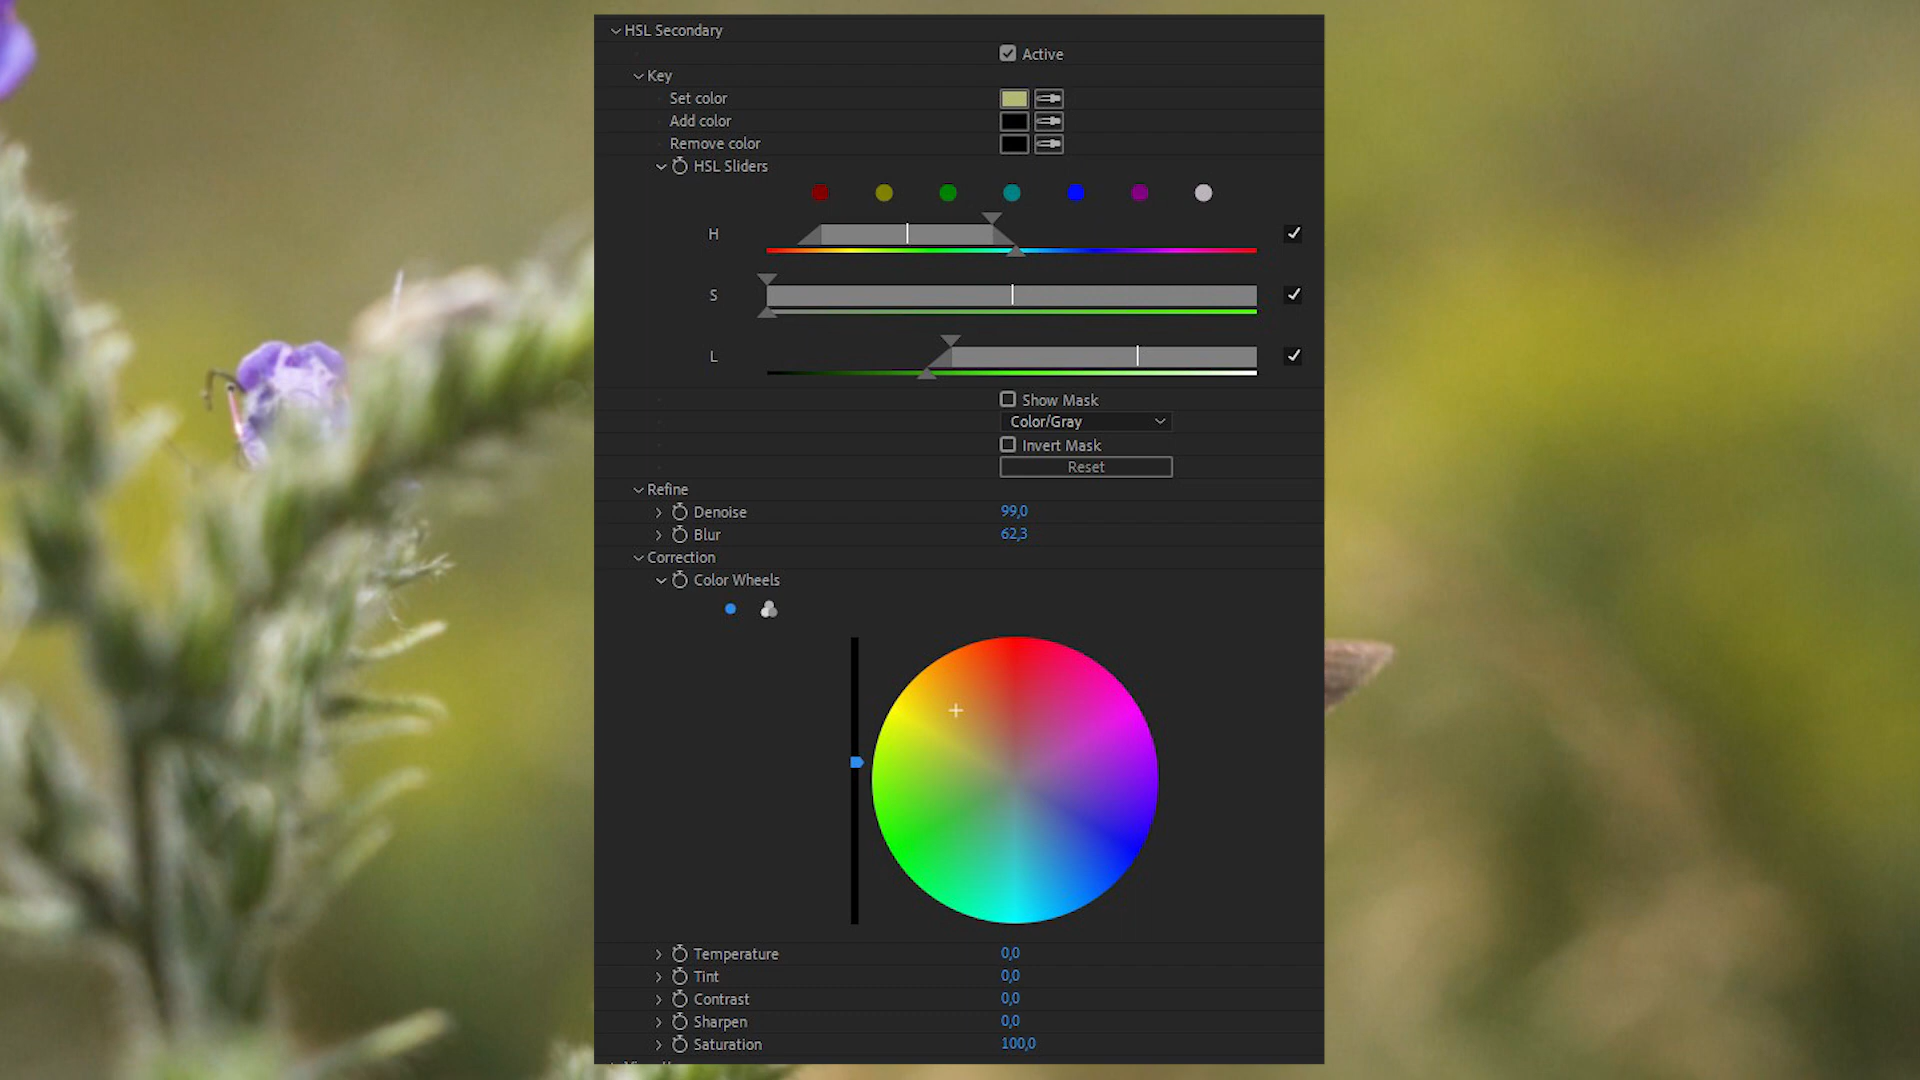 HSL Secondary
Active
Key
Set color
Add color
Remove color
HSL Sliders
H
S
L
Show Mask
Color/Gray
Invert Mask
Reset
Refine
Denoise 99,0
Blur 62,3
Correction
Color Wheels
Temperature 0,0
Tint 0,0
Contrast 0,0
Sharpen 0,0
Saturation 100,0